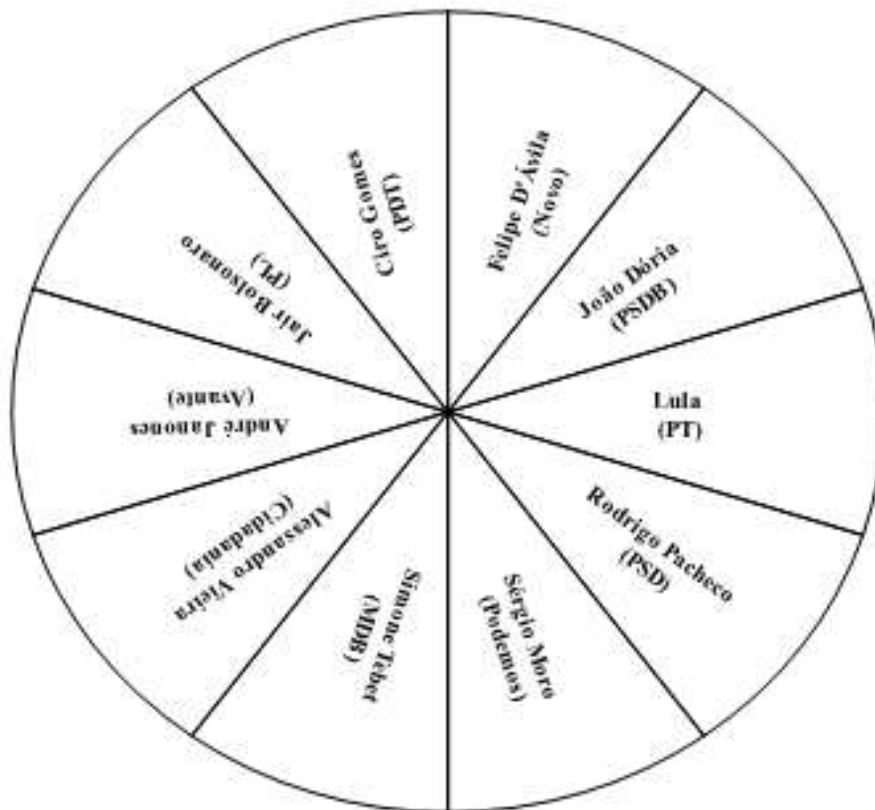 Felipe D'Ávila
(Novo)
João Dória
(PSDB)
Lula
(PT)
Rodrigo Pacheco
(PSD)
Sérgio Moro
(Podemos)
Simone Tebet
(MDB)
Alessandro Vieira
(Cidadania)
André Janones
(Avante)
Jair Bolsonaro
(PL)
Ciro Gomes
(PDT)